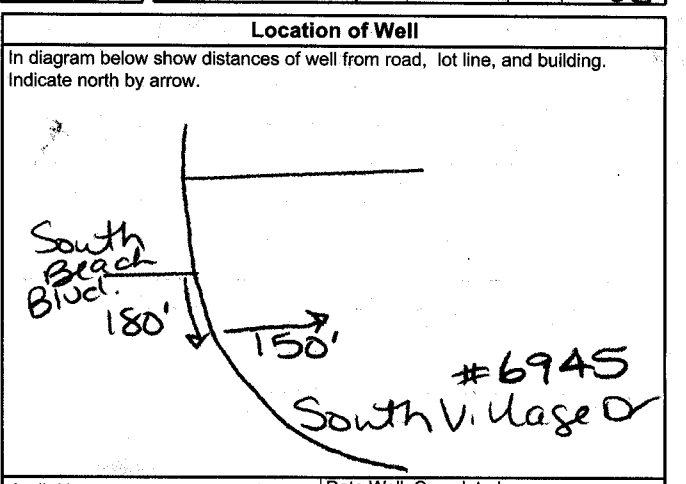 Location of Well
In diagram below show distances of well from road, lot line, and building.
Indicate north by arrow.
South
Beach
Blvd.
180'
150'
#6945
South Village Dr